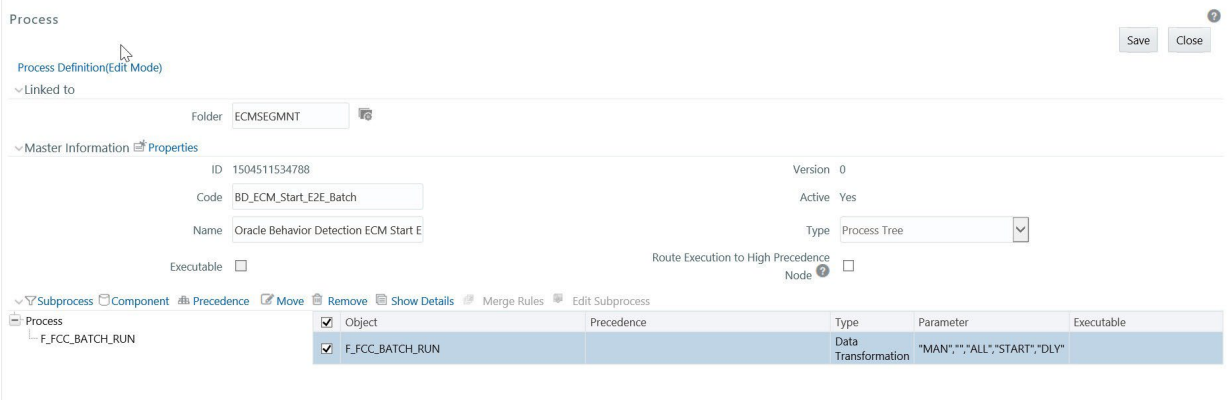 Process
Save Close
Process Definition(Edit Mode)
Linked to
Folder ECMSEGMNT
Master Information Properties
ID 1504511534788 Version 0
Code BD_ECM_Start_E2E_Batch Active Yes
Name Oracle Behavior Detection ECM Start E Type Process Tree
Executable Route Execution to High Precedence
Node ?
Subprocess Component Precedence Move Remove Show Details Merge Rules Edit Subprocess
Process Object Precedence Type Parameter Executable
F_FCC_BATCH_RUN F_FCC_BATCH_RUN Data Transformation "MAN","","ALL","START","DLY"